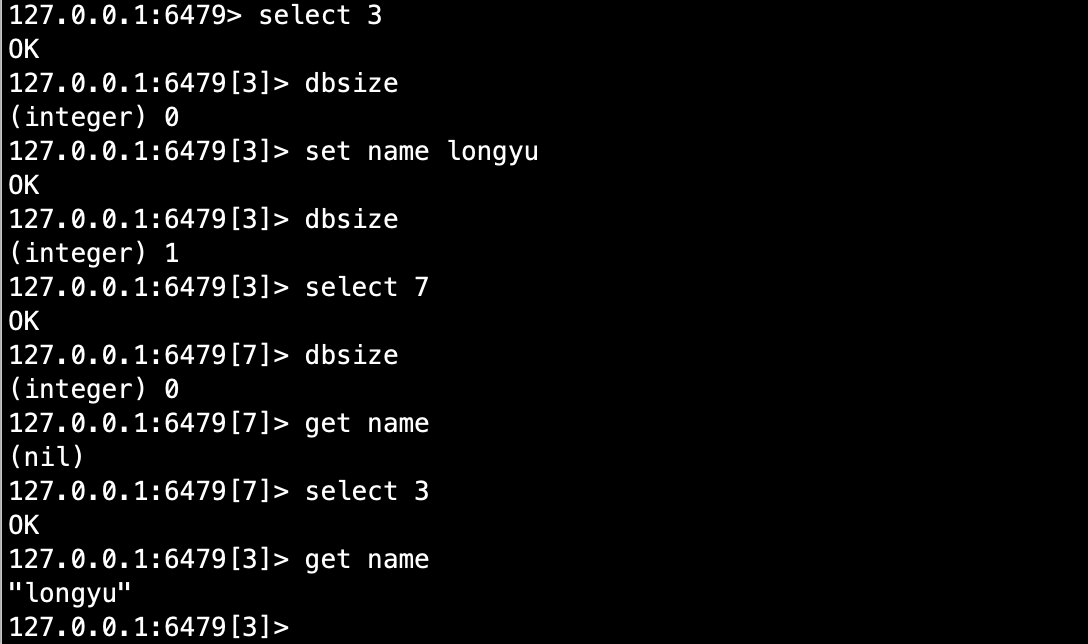 127.0.0.1:6479> select 3
OK
127.0.0.1:6479[3]> dbsize
(integer) 0
127.0.0.1:6479[3]> set name longyu
OK
127.0.0.1:6479[3]> dbsize
(integer) 1
127.0.0.1:6479[3]> select 7
OK
127.0.0.1:6479[7]> dbsize
(integer) 0
127.0.0.1:6479[7]> get name
(nil)
127.0.0.1:6479[7]> select 3
OK
127.0.0.1:6479[3]> get name
"longyu"
127.0.0.1:6479[3]>